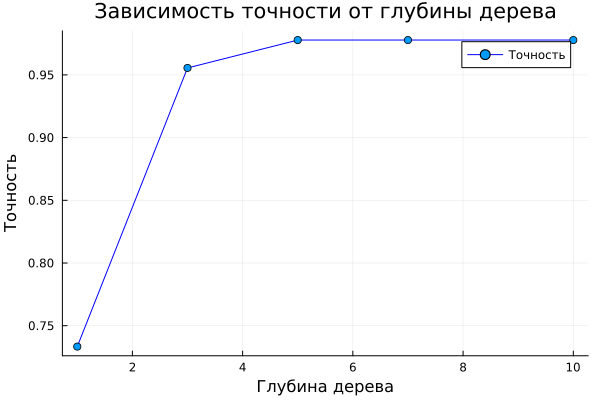 Зависимость точности от глубины дерева
Точность
0.95
0.90
0.85
0.80
0.75
Точность
2
4
6
8
10
Глубина дерева